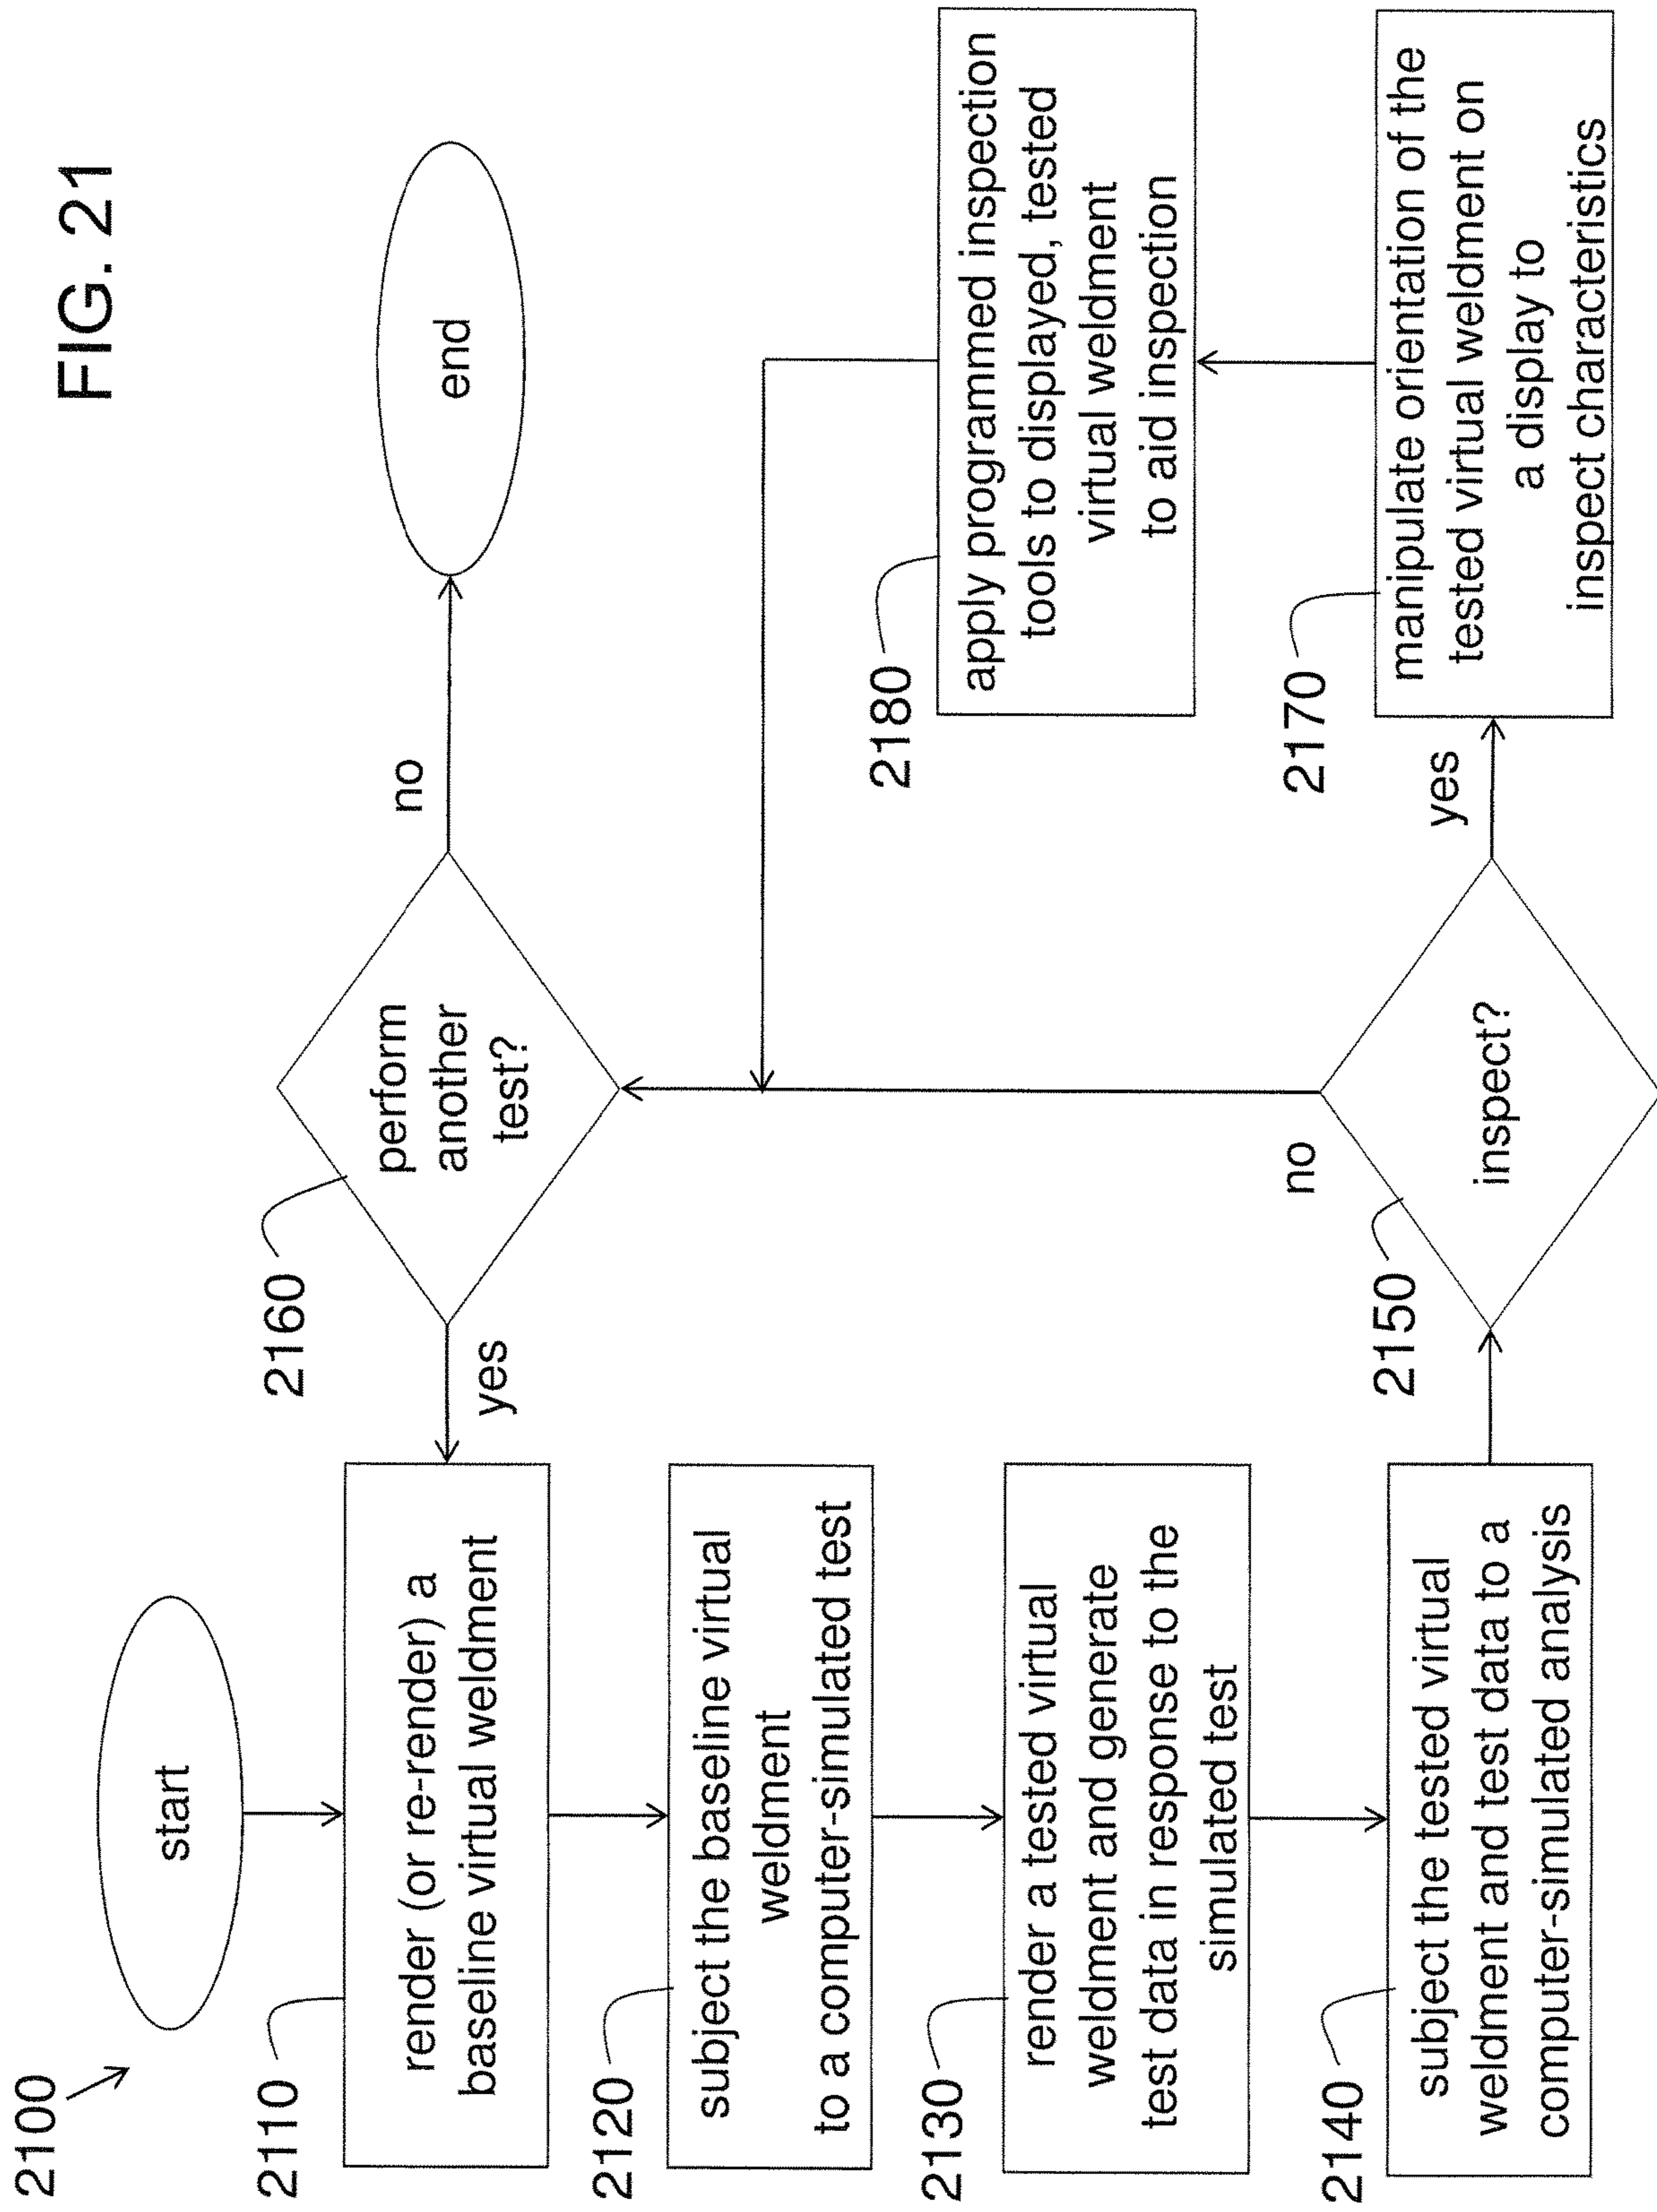 FIG. 21
2100
start
2110
render (or re-render) a
baseline virtual weldment
2120
subject the baseline virtual
weldment
to a computer-simulated test
2130
render a tested virtual
weldment and generate
test data in response to the
simulated test
2140
subject the tested virtual
weldment and test data to a
computer-simulated analysis
2150
inspect?
no
yes
2160
perform
another
test?
yes
no
end
2170
manipulate orientation of the
tested virtual weldment on
a display to
inspect characteristics
2180
apply programmed inspection
tools to displayed, tested
virtual weldment
to aid inspection